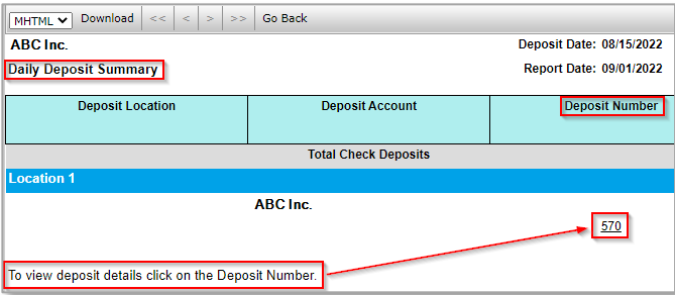 MHTML Download << < > >> Go Back
ABC Inc. Deposit Date: 08/15/2022
Daily Deposit Summary Report Date: 09/01/2022
Deposit Location Deposit Account Deposit Number
Total Check Deposits
Location 1
ABC Inc.
570
To view deposit details click on the Deposit Number.